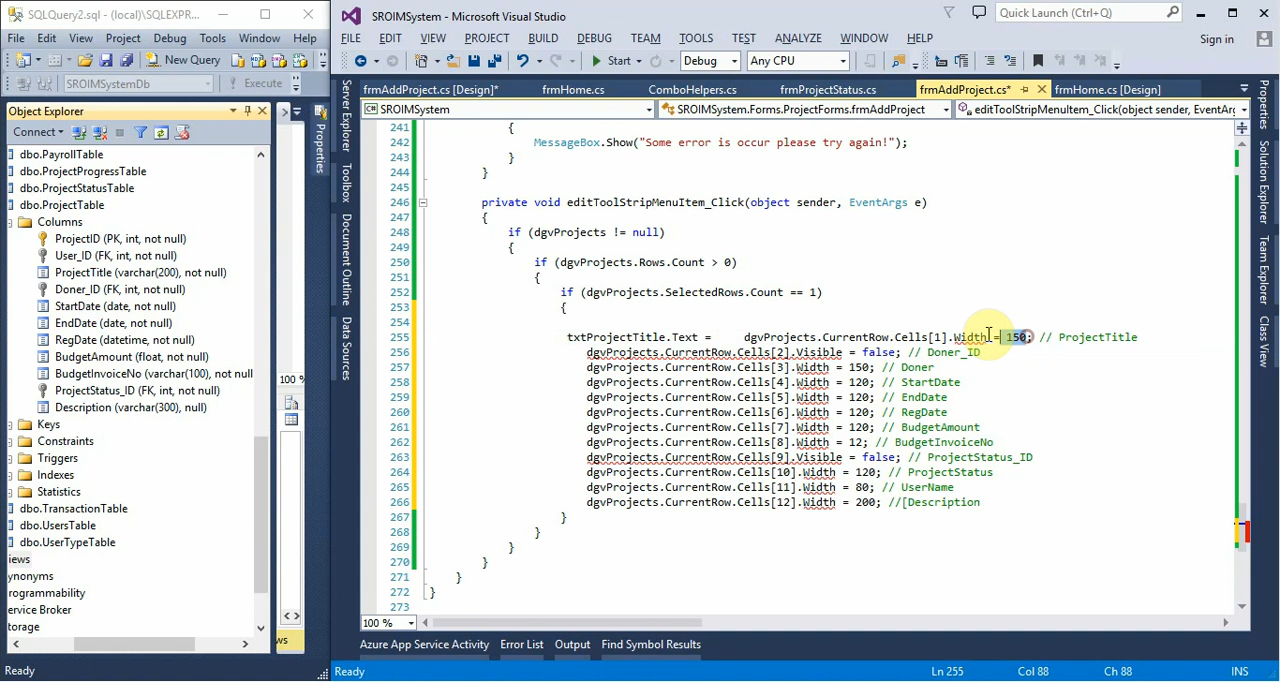 SQLQuery2.sql - (local)\SQLEXPR...
File Edit View Project Debug Tools Window Help
New Query
SROIMSystemDb Execute
Object Explorer
Connect
dbo.PayrollTable
dbo.ProjectProgressTable
dbo.ProjectStatusTable
dbo.ProjectTable
Columns
ProjectID (PK, int, not null)
User_ID (FK, int, not null)
ProjectTitle (varchar(200), not null)
Doner_ID (FK, int, not null)
StartDate (date, not null)
EndDate (date, not null)
RegDate (datetime, not null)
BudgetAmount (float, not null)
BudgetInvoiceNo (varchar(100), not null)
ProjectStatus_ID (FK, int, not null)
Description (varchar(300), not null)
Keys
Constraints
Triggers
Indexes
Statistics
dbo.TransactionTable
dbo.UsersTable
dbo.UserTypeTable
iews
ynonyms
rogrammability
ervice Broker
torage
Ready
Properties
100 %
ws
SROIMSystem - Microsoft Visual Studio
Quick Launch (Ctrl+Q)
FILE EDIT VIEW PROJECT BUILD DEBUG TEAM TOOLS TEST ANALYZE WINDOW HELP
Sign in
Start Debug Any CPU
frmAddProject.cs [Design]* frmHome.cs ComboHelpers.cs frmProjectStatus.cs frmAddProject.cs* frmHome.cs [Design]
SROIMSystem SROIMSystem.Forms.ProjectForms.frmAddProject editToolStripMenuItem_Click(object sender, EventAr
Server Explorer
Toolbox
Document Outline
Data Sources
241 {
242 MessageBox.Show("Some error is occur please try again!");
243 }
244 }
245
246 private void editToolStripMenuItem_Click(object sender, EventArgs e)
247 {
248 if (dgvProjects != null)
249 {
250 if (dgvProjects.Rows.Count > 0)
251 {
252 if (dgvProjects.SelectedRows.Count == 1)
253 {
254
255 txtProjectTitle.Text = dgvProjects.CurrentRow.Cells[1].Width = 150; // ProjectTitle
256 dgvProjects.CurrentRow.Cells[2].Visible = false; // Doner_ID
257 dgvProjects.CurrentRow.Cells[3].Width = 150; // Doner
258 dgvProjects.CurrentRow.Cells[4].Width = 120; // StartDate
259 dgvProjects.CurrentRow.Cells[5].Width = 120; // EndDate
260 dgvProjects.CurrentRow.Cells[6].Width = 120; // RegDate
261 dgvProjects.CurrentRow.Cells[7].Width = 120; // BudgetAmount
262 dgvProjects.CurrentRow.Cells[8].Width = 12; // BudgetInvoiceNo
263 dgvProjects.CurrentRow.Cells[9].Visible = false; // ProjectStatus_ID
264 dgvProjects.CurrentRow.Cells[10].Width = 120; // ProjectStatus
265 dgvProjects.CurrentRow.Cells[11].Width = 80; // UserName
266 dgvProjects.CurrentRow.Cells[12].Width = 200; //[Description
267 }
268 }
269 }
270 }
271 }
272 }
273
100 %
Properties
Solution Explorer
Team Explorer
Class View
Azure App Service Activity Error List Output Find Symbol Results
Ready Ln 255 Col 88 Ch 88 INS